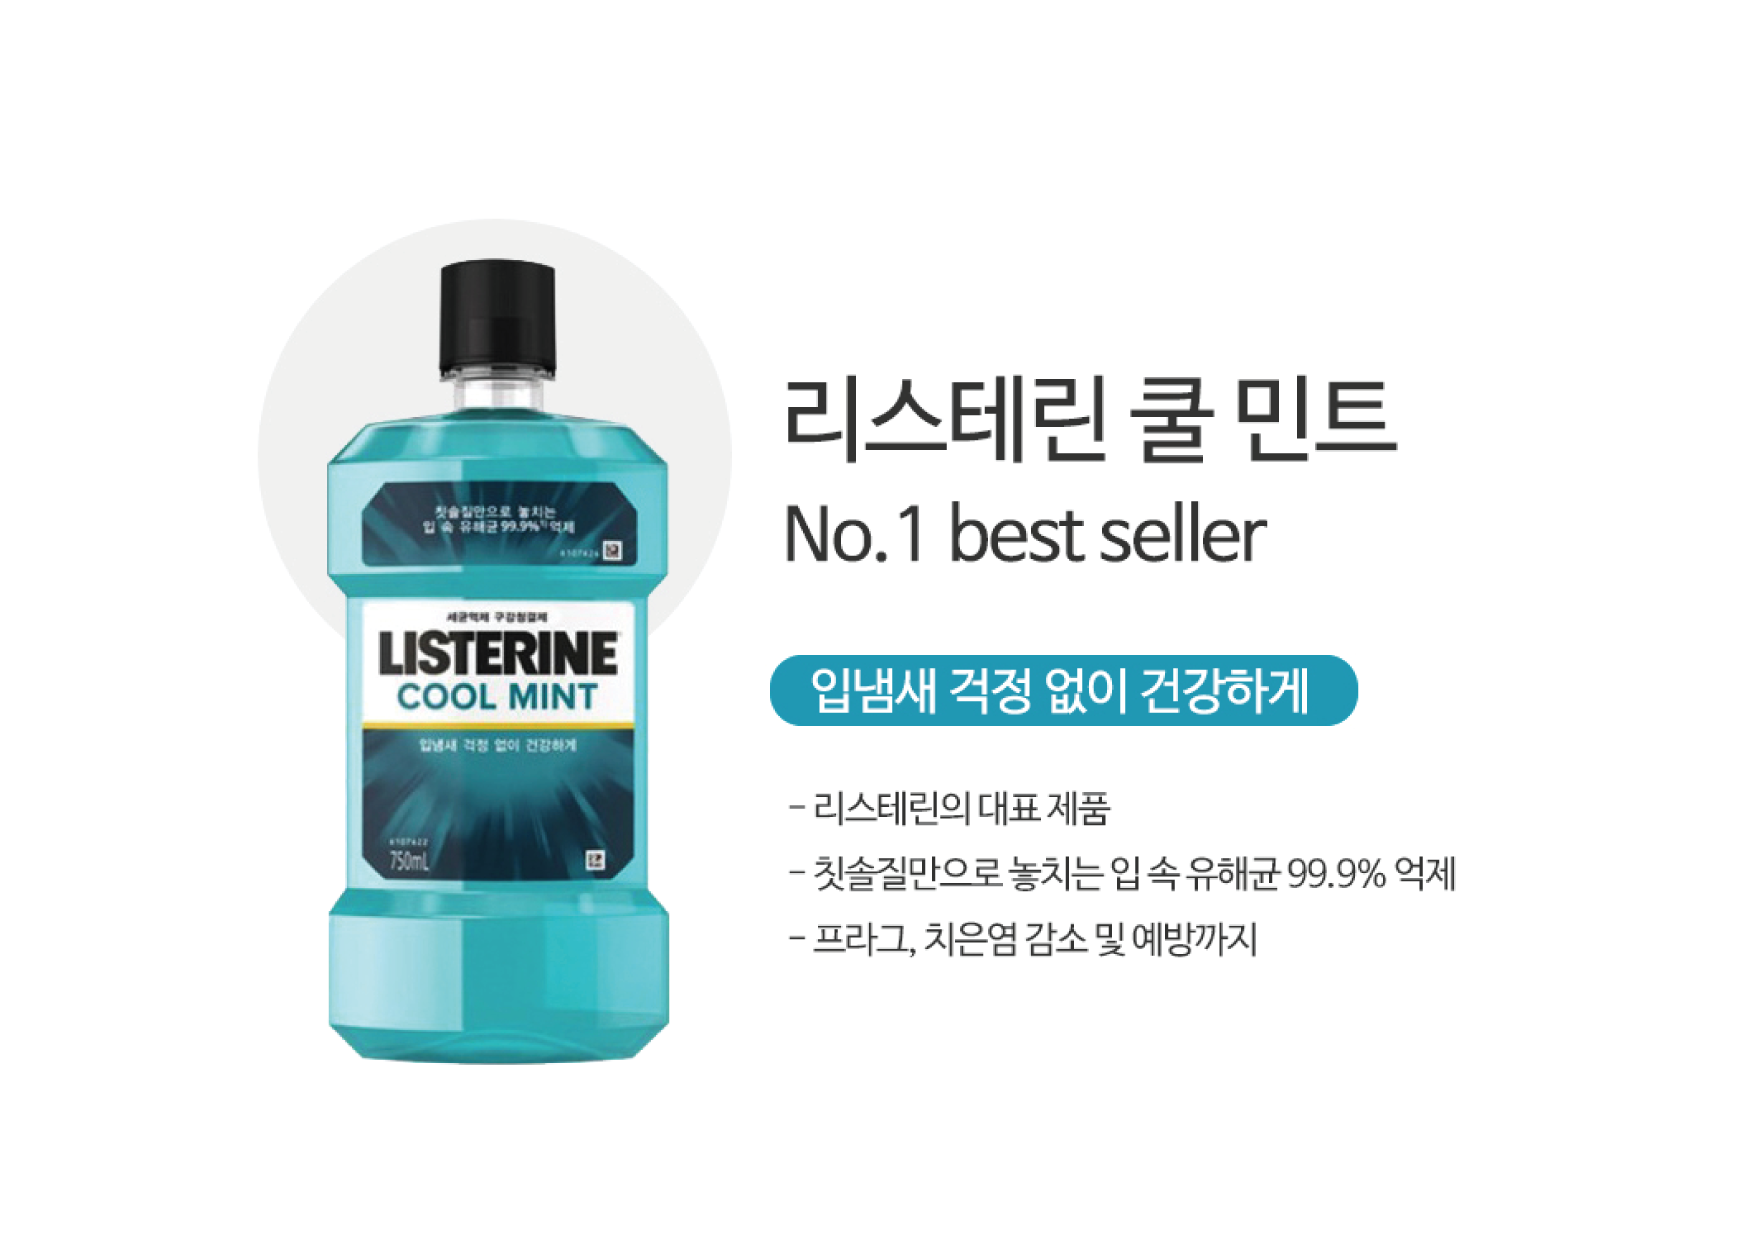 칫솔질만으로 놓치는
입 속 유해균 99.9% 억제
세균억제 구강청결제
LISTERINE
COOL MINT
입냄새 걱정 없이 건강하게
750mL
리스테린 쿨 민트
No.1 best seller
입냄새 걱정 없이 건강하게
- 리스테린의 대표 제품
- 칫솔질만으로 놓치는 입 속 유해균 99.9% 억제
- 프라그, 치은염 감소 및 예방까지